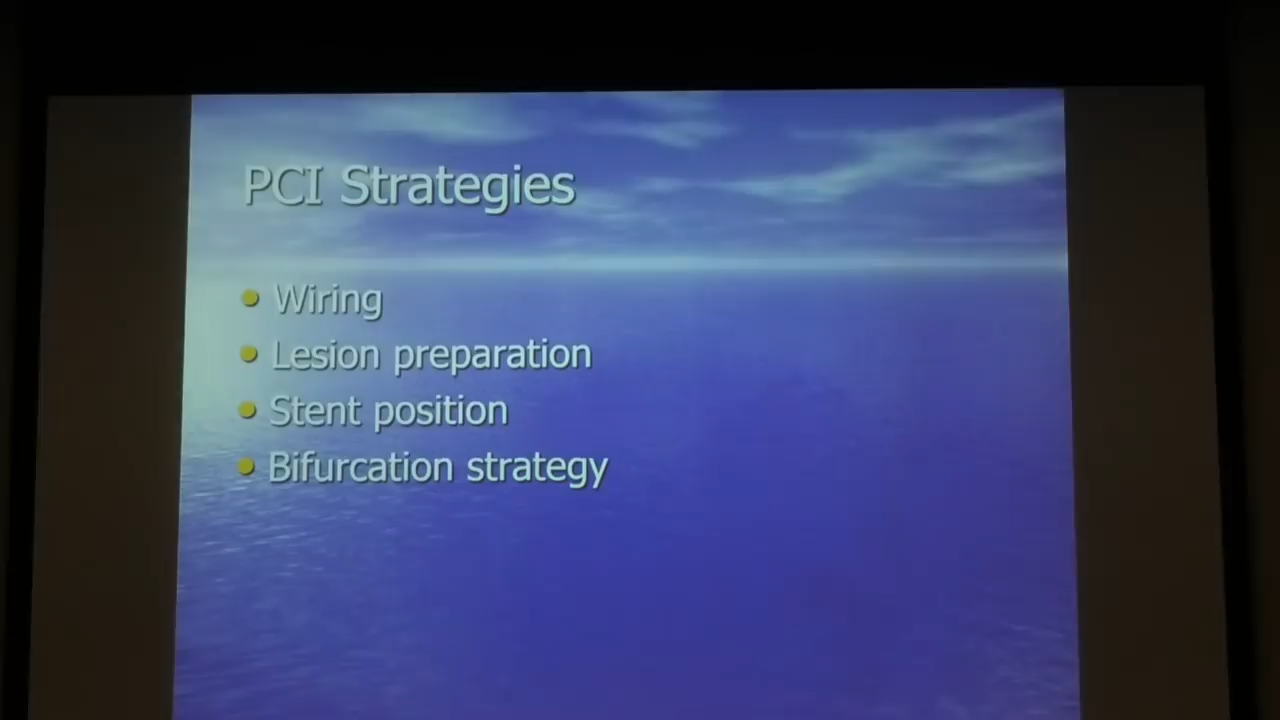 PCI Strategies
Wiring
Lesion preparation
Stent position
Bifurcation strategy